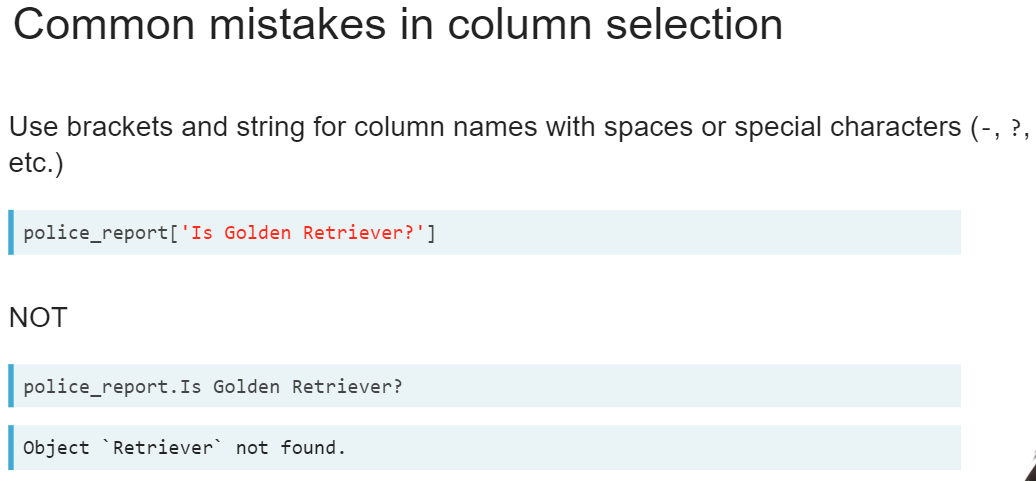 Common mistakes in column selection
Use brackets and string for column names with spaces or special characters (-, ?,
etc.)
police_report['Is Golden Retriever?']
NOT
police_report.Is Golden Retriever?
Object `Retriever` not found.